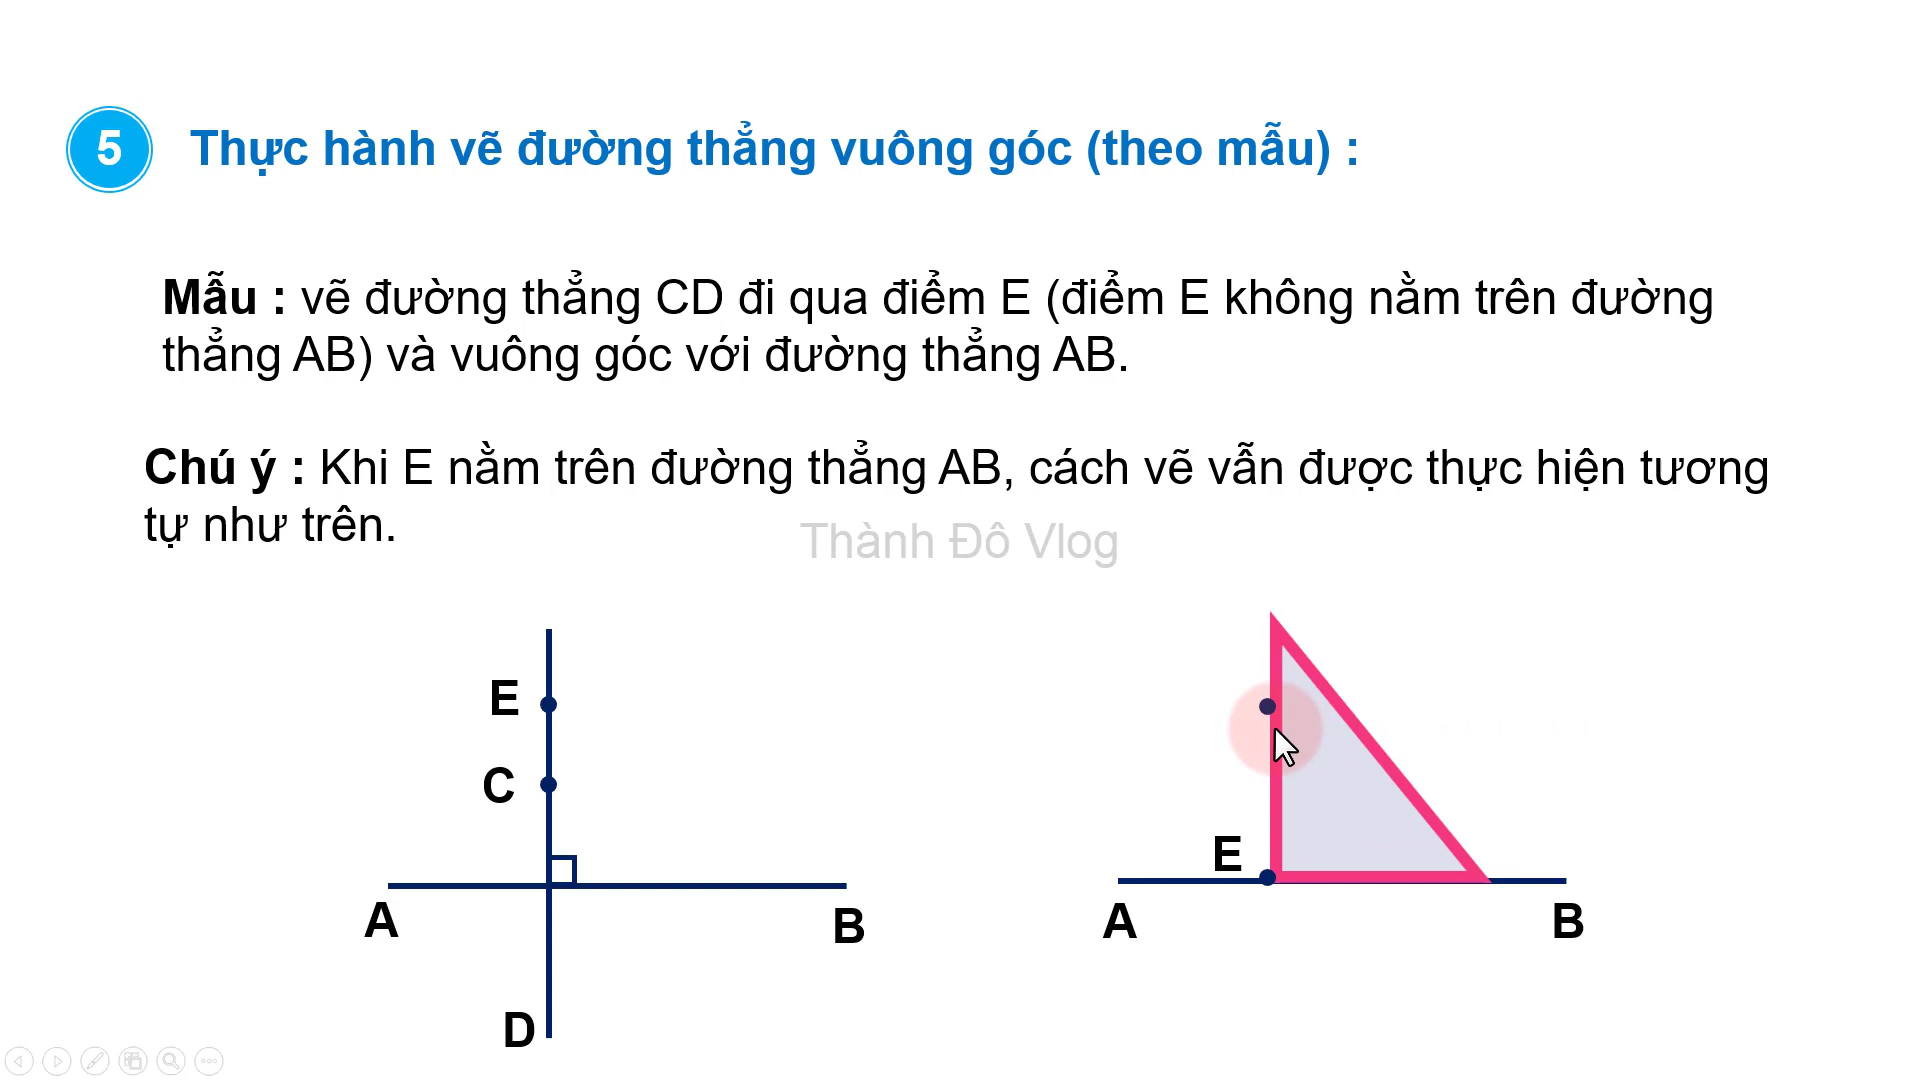 5 Thực hành vẽ đường thẳng vuông góc (theo mẫu) :
Mẫu : vẽ đường thẳng CD đi qua điểm E (điểm E không nằm trên đường
thẳng AB) và vuông góc với đường thẳng AB.
Chú ý : Khi E nằm trên đường thẳng AB, cách vẽ vẫn được thực hiện tương
tự như trên.
Thành Đô Vlog
E
C
A
B
D
E
A
B